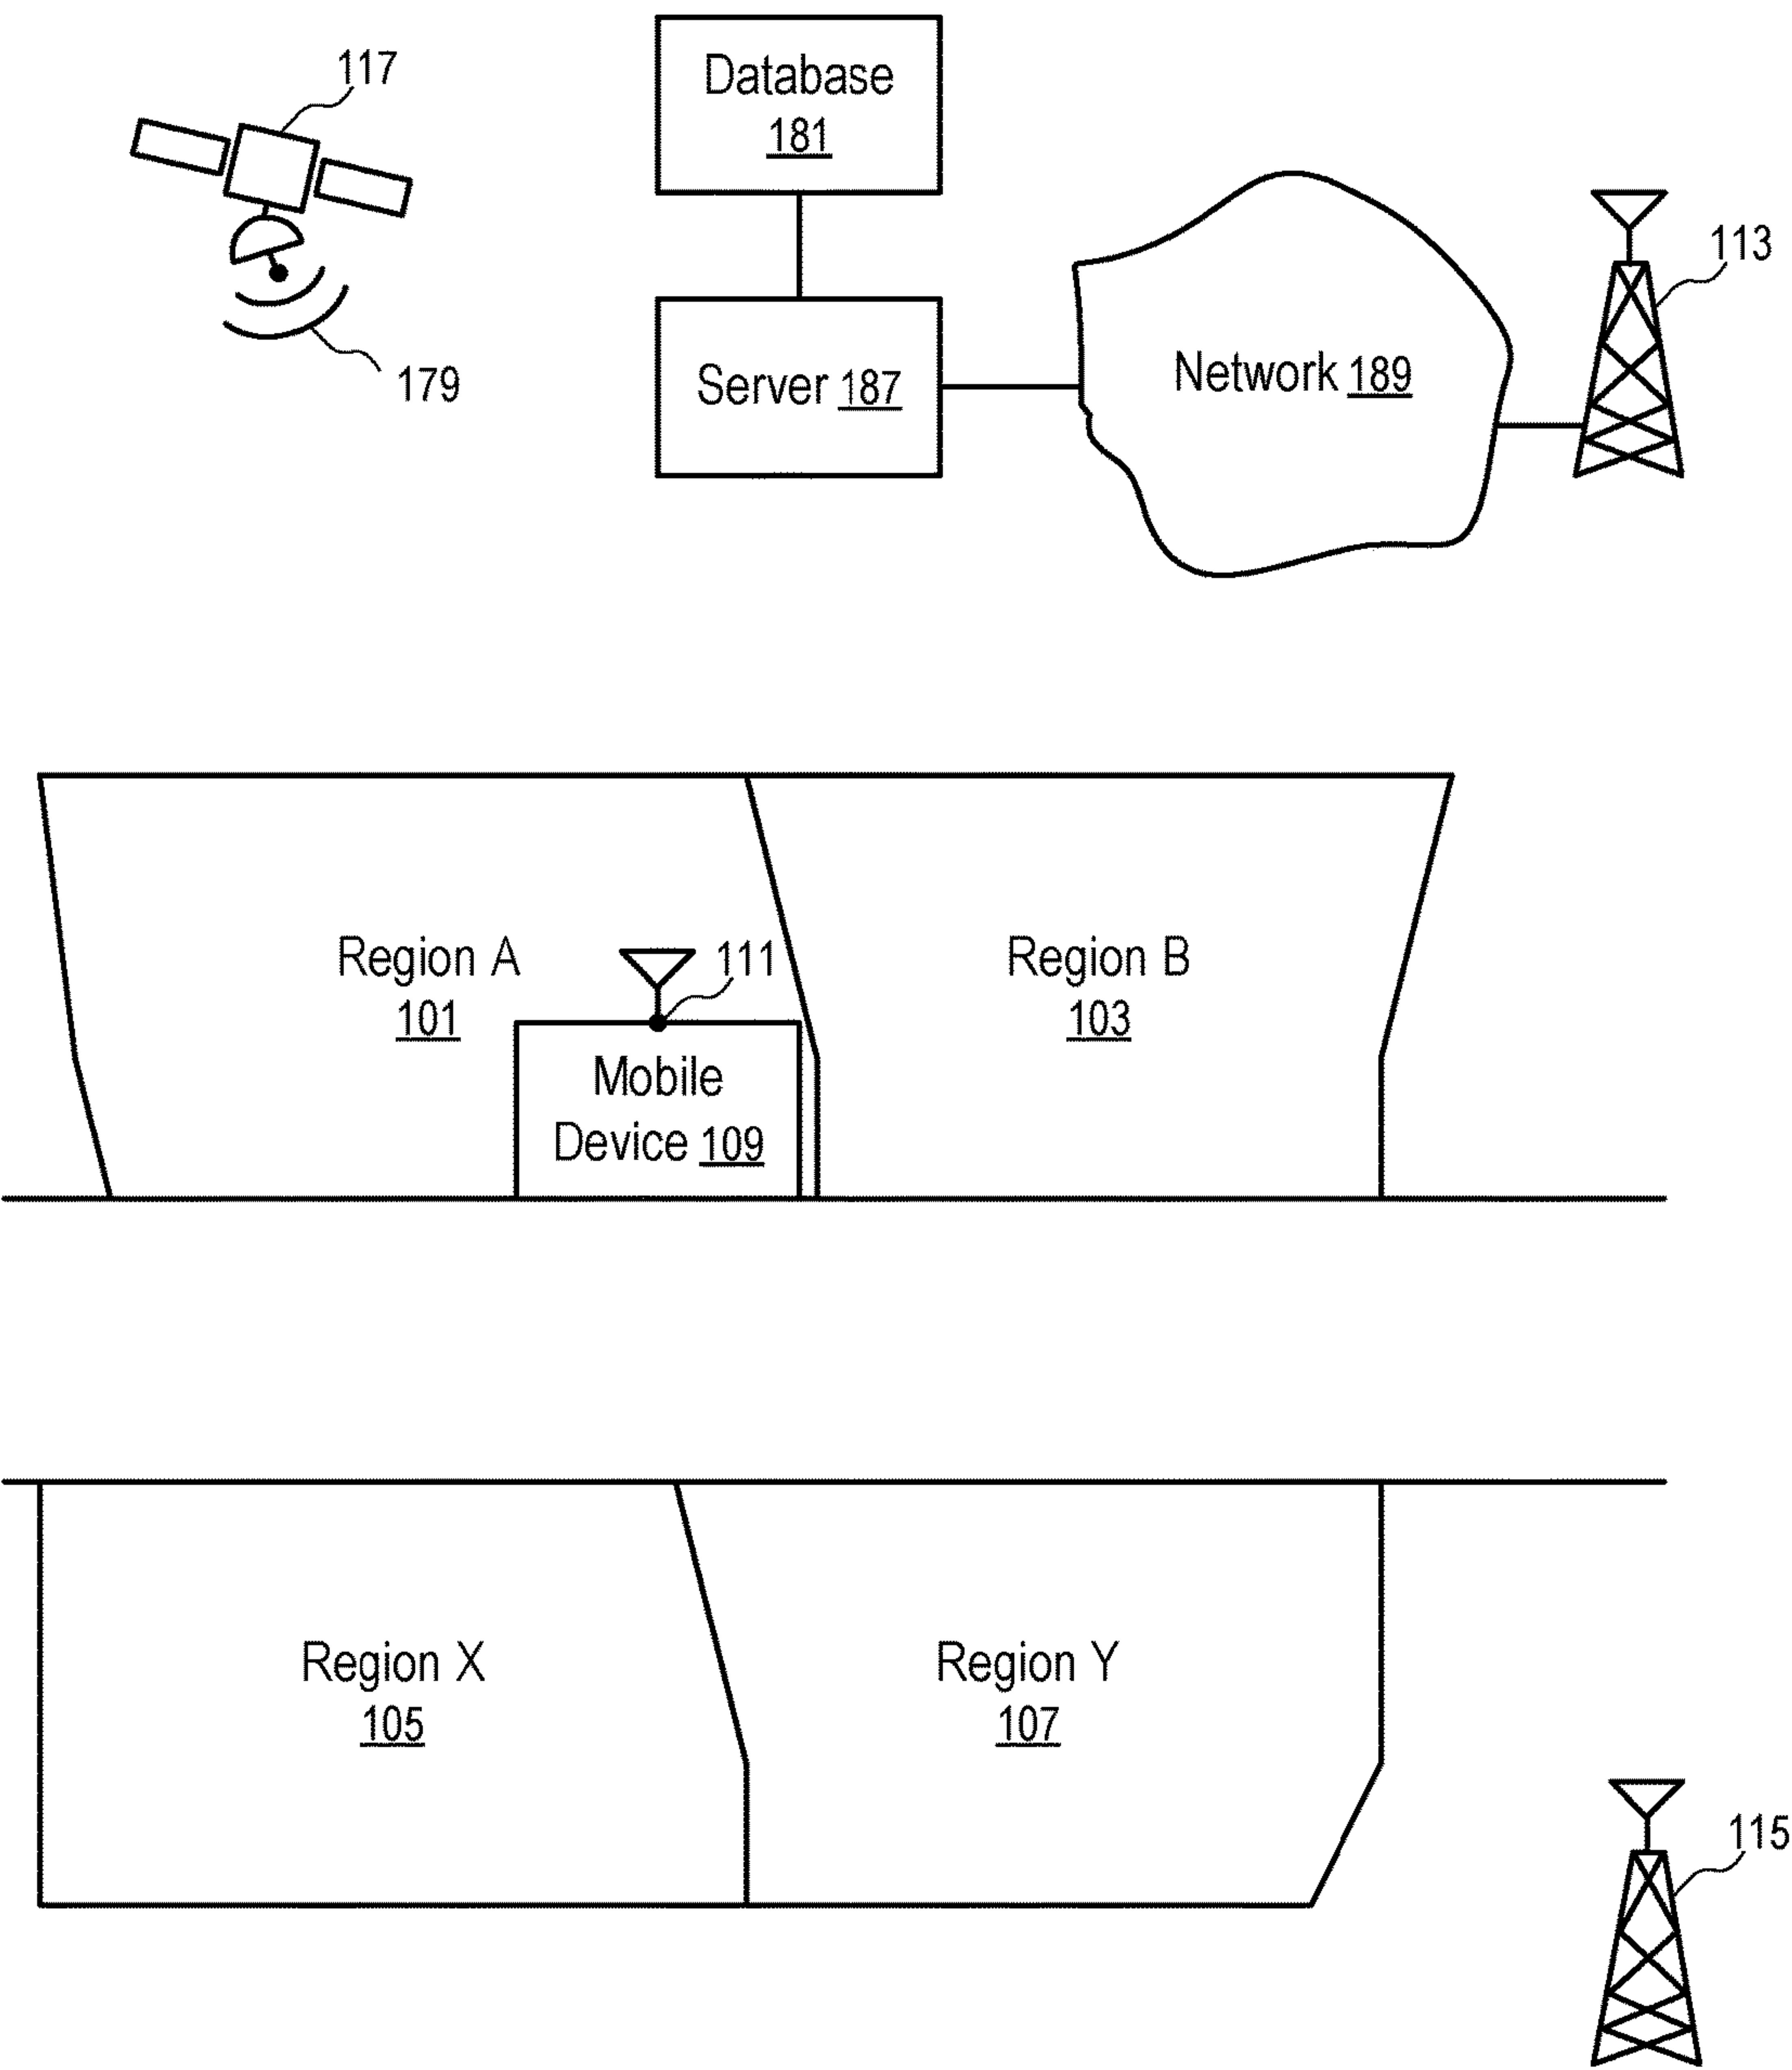 117
Database
181
113
179
Server 187
Network 189
Region A
101
111
Region B
103
Mobile
Device 109
Region X
105
Region Y
107
115